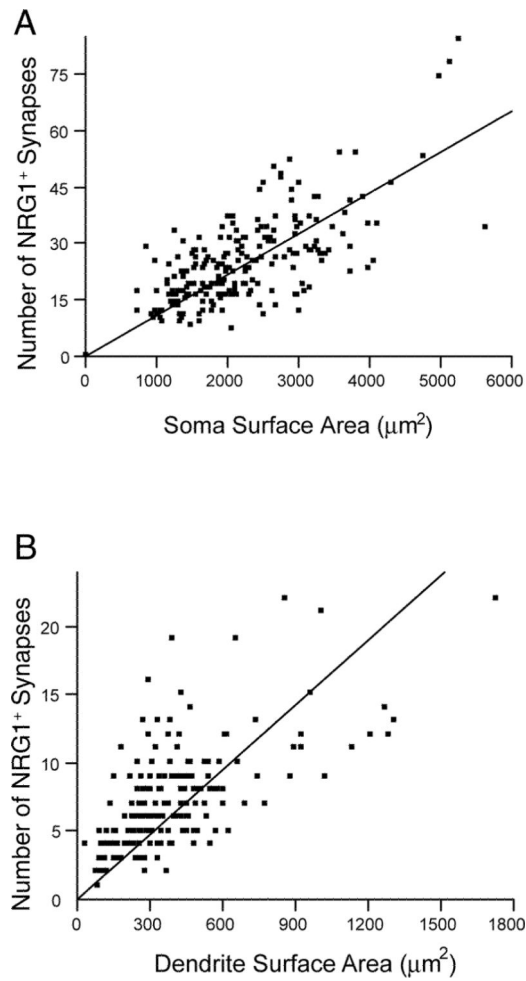 A
Number of NRG1⁺ Synapses
75
60
45
30
15
0
0 1000 2000 3000 4000 5000 6000
Soma Surface Area (μm²)
B
Number of NRG1⁺ Synapses
20
15
10
5
0
0 300 600 900 1200 1500 1800
Dendrite Surface Area (μm²)